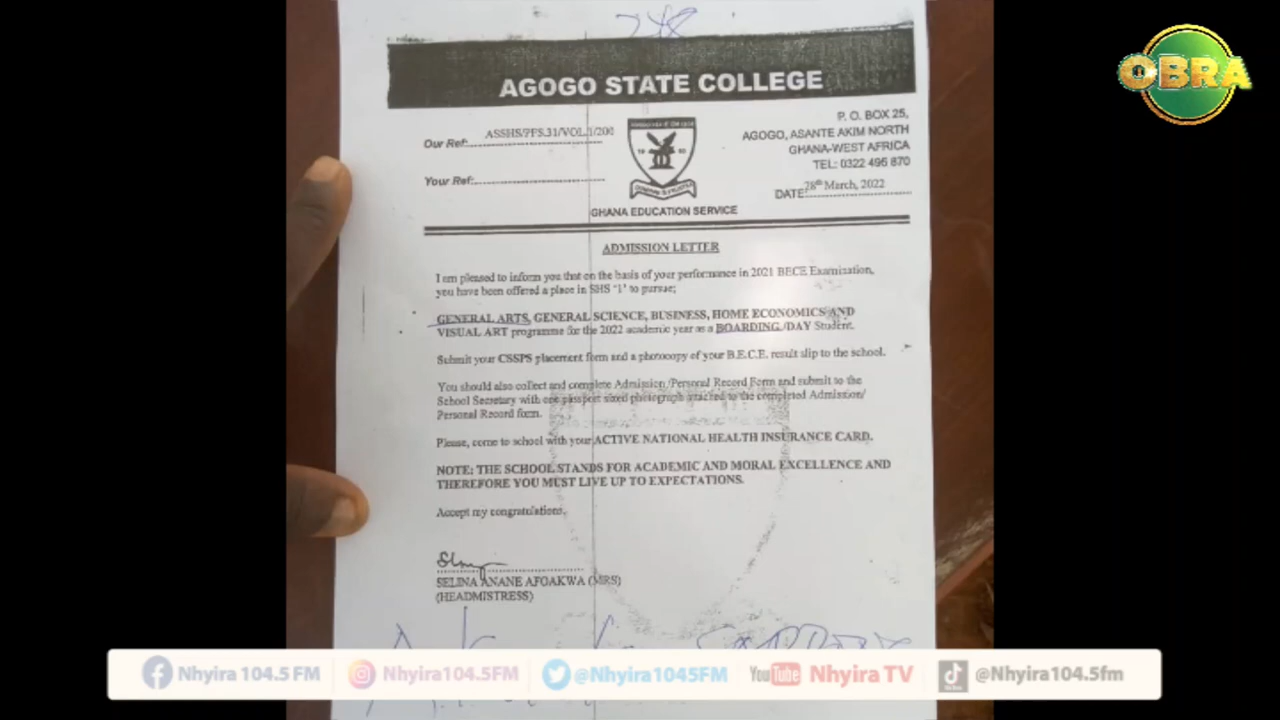 OBRA
AGOGO STATE COLLEGE
Our Ref: ASSHS/PFS.31/VOL.1/200
Your Ref:
P. O. BOX 25,
AGOGO, ASANTE AKIM NORTH
GHANA-WEST AFRICA
TEL: 0322 495 870
DATE: 28th March, 2022
GHANA EDUCATION SERVICE
ADMISSION LETTER
I am pleased to inform you that on the basis of your performance in 2021 BECE Examination,
you have been offered a place in SHS '1' to pursue;
GENERAL ARTS, GENERAL SCIENCE, BUSINESS, HOME ECONOMICS AND
VISUAL ART programme for the 2022 academic year as a BOARDING /DAY Student.
Submit your CSSPS placement form and a photocopy of your B.E.C.E. result slip to the school.
You should also collect and complete Admission/Personal Record Form and submit to the
School Secretary with one passport sized photograph attached to the completed Admission/
Personal Record form.
Please, come to school with your ACTIVE NATIONAL HEALTH INSURANCE CARD.
NOTE: THE SCHOOL STANDS FOR ACADEMIC AND MORAL EXCELLENCE AND
THEREFORE YOU MUST LIVE UP TO EXPECTATIONS.
Accept my congratulations.
SELINA ANANE AFOAKWA (MRS)
(HEADMISTRESS)
Nhyira 104.5 FM
Nhyira104.5FM
@Nhyira1045FM
YouTube Nhyira TV
@Nhyira104.5fm